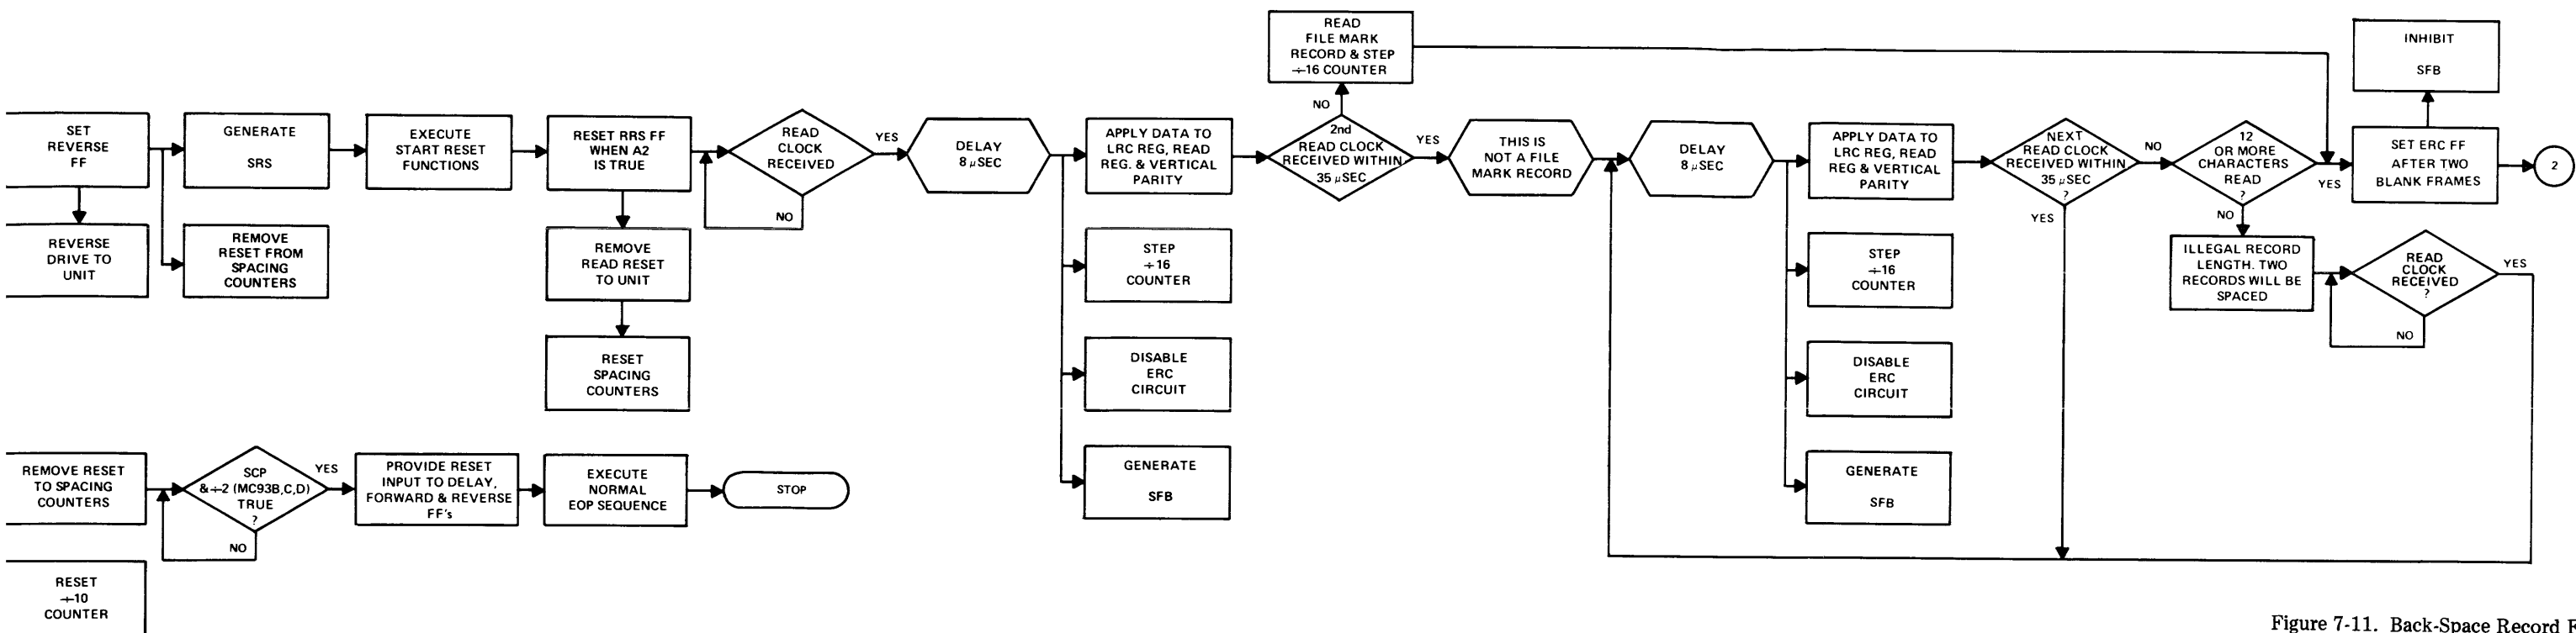 SET
REVERSE
FF
REVERSE
DRIVE TO
UNIT
GENERATE
SRS
REMOVE
RESET FROM
SPACING
COUNTERS
EXECUTE
START RESET
FUNCTIONS
RESET RRS FF
WHEN A2
IS TRUE
REMOVE
READ RESET
TO UNIT
RESET
SPACING
COUNTERS
READ
CLOCK
RECEIVED
NO
YES
DELAY
8 μSEC
APPLY DATA TO
LRC REG, READ
REG. & VERTICAL
PARITY
STEP
÷16
COUNTER
DISABLE
ERC
CIRCUIT
GENERATE
SFB
READ
FILE MARK
RECORD & STEP
÷16 COUNTER
NO
2nd
READ CLOCK
RECEIVED WITHIN
35 μSEC
YES
THIS IS
NOT A FILE
MARK RECORD
DELAY
8 μSEC
APPLY DATA TO
LRC REG, READ
REG & VERTICAL
PARITY
STEP
÷16
COUNTER
DISABLE
ERC
CIRCUIT
GENERATE
SFB
NEXT
READ CLOCK
RECEIVED WITHIN
35 μSEC
?
YES
NO
12
OR MORE
CHARACTERS
READ
?
YES
NO
ILLEGAL RECORD
LENGTH. TWO
RECORDS WILL BE
SPACED
READ
CLOCK
RECEIVED
?
YES
NO
INHIBIT
SFB
SET ERC FF
AFTER TWO
BLANK FRAMES
2
REMOVE RESET
TO SPACING
COUNTERS
SCP
&÷2 (MC93B,C,D)
TRUE
?
YES
NO
PROVIDE RESET
INPUT TO DELAY,
FORWARD & REVERSE
FF's
EXECUTE
NORMAL
EOP SEQUENCE
STOP
RESET
÷10
COUNTER
Figure 7-11. Back-Space Record F